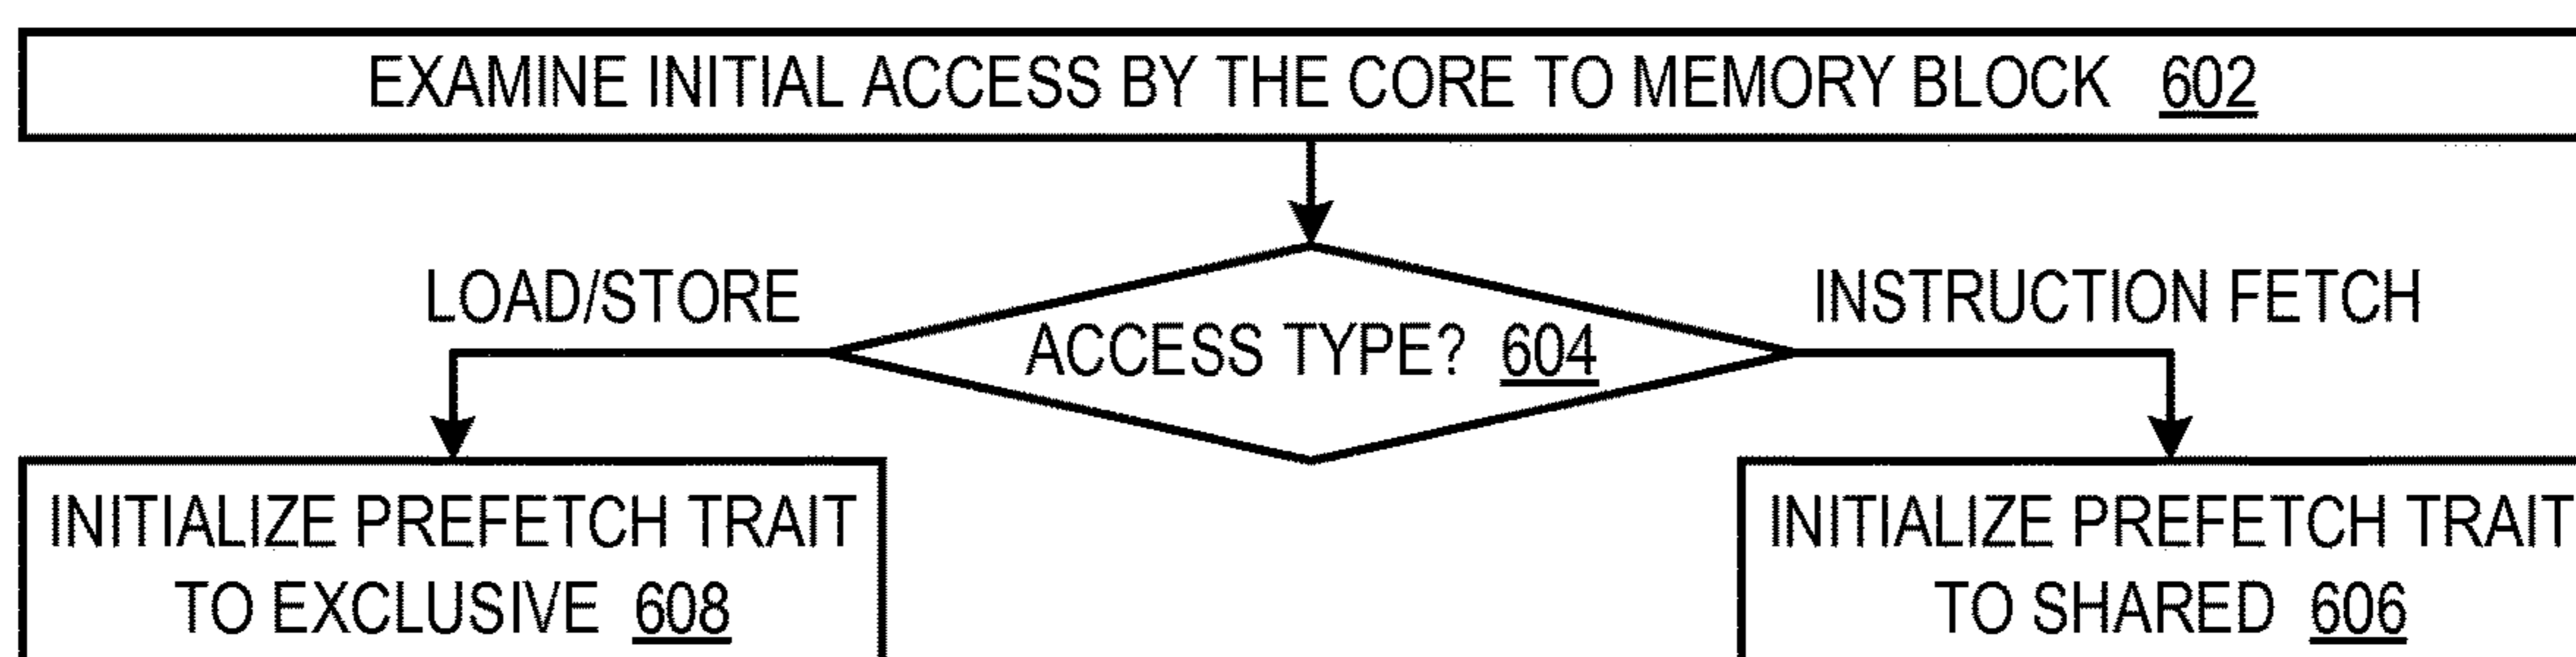 EXAMINE INITIAL ACCESS BY THE CORE TO MEMORY BLOCK 602
LOAD/STORE
INSTRUCTION FETCH
ACCESS TYPE? 604
INITIALIZE PREFETCH TRAIT
TO EXCLUSIVE 608
INITIALIZE PREFETCH TRAIT
TO SHARED 606